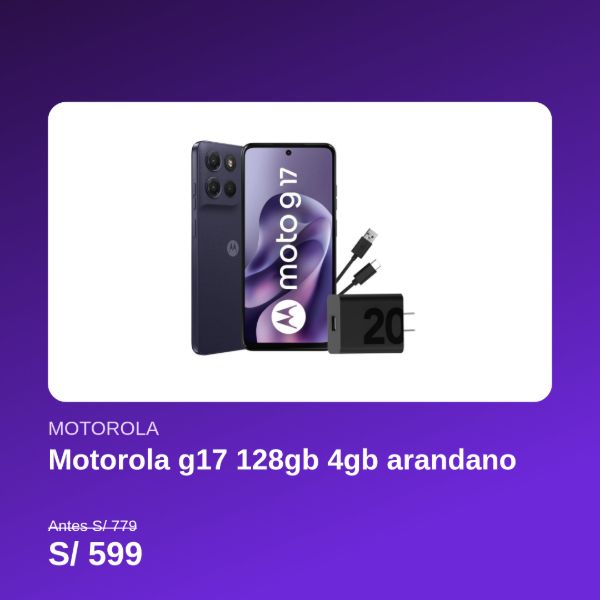 moto g17
20
MOTOROLA
Motorola g17 128gb 4gb arandano
Antes S/ 779
S/ 599